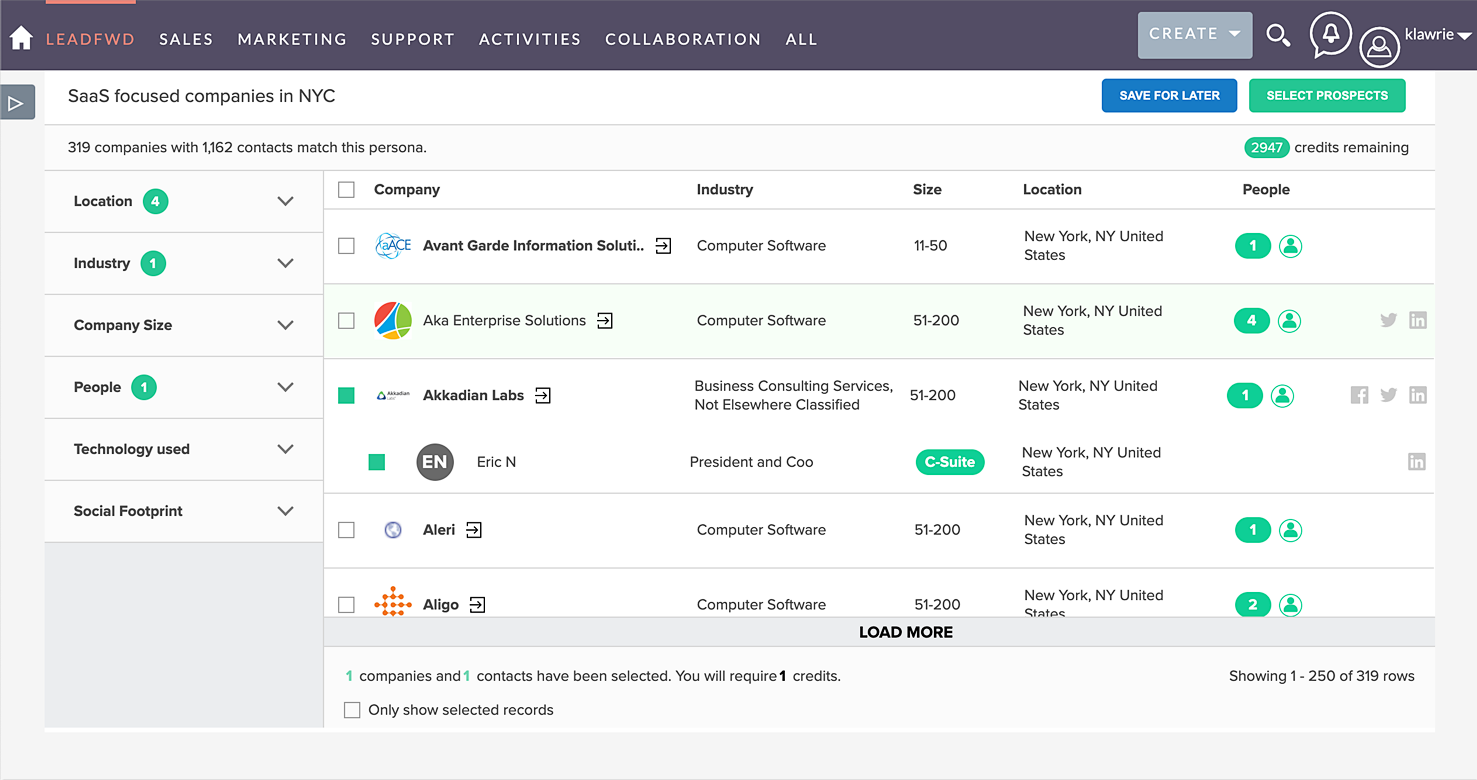 LEADFWD SALES MARKETING SUPPORT ACTIVITIES COLLABORATION ALL CREATE klawrie
SaaS focused companies in NYC SAVE FOR LATER SELECT PROSPECTS
319 companies with 1,162 contacts match this persona. 2947 credits remaining
Location 4
Industry 1
Company Size
People 1
Technology used
Social Footprint
Company Industry Size Location People
aACE Avant Garde Information Soluti.. Computer Software 11-50 New York, NY United 1
States
Aka Enterprise Solutions Computer Software 51-200 New York, NY United 4
States
Akkadian Labs Akkadian Labs Business Consulting Services, 51-200 New York, NY United 1
Not Elsewhere Classified States
EN Eric N President and Coo C-Suite New York, NY United
States
Aleri Computer Software 51-200 New York, NY United 1
States
Aligo Computer Software 51-200 New York, NY United 2
States
LOAD MORE
1 companies and 1 contacts have been selected. You will require 1 credits. Showing 1 - 250 of 319 rows
Only show selected records